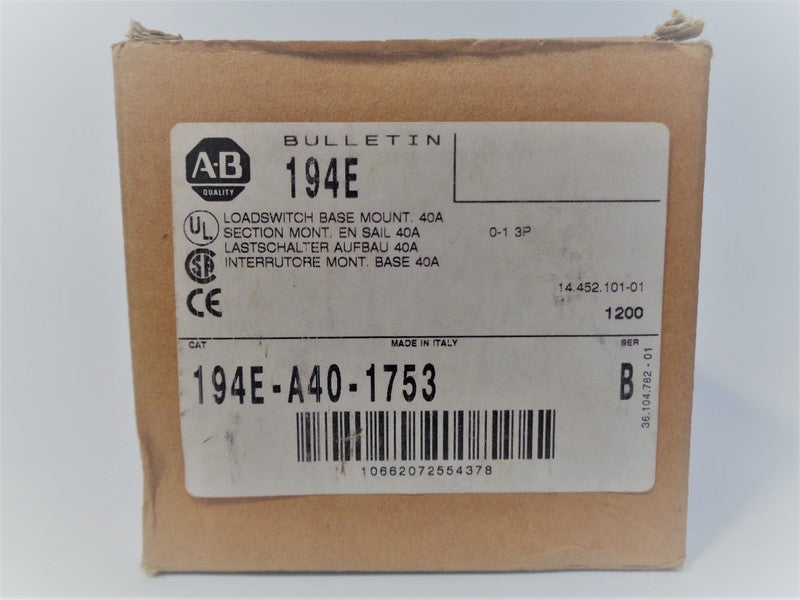 BULLETIN
A-B
QUALITY
194E
UL
LOADSWITCH BASE MOUNT. 40A
SECTION MONT. EN SAIL 40A
0-1 3P
LASTSCHALTER AUFBAU 40A
INTERRUTORE MONT. BASE 40A
SA
CE
14.452.101-01
1200
CAT
MADE IN ITALY
SER
194E-A40-1753
B
36.104.782-01
10662072554378